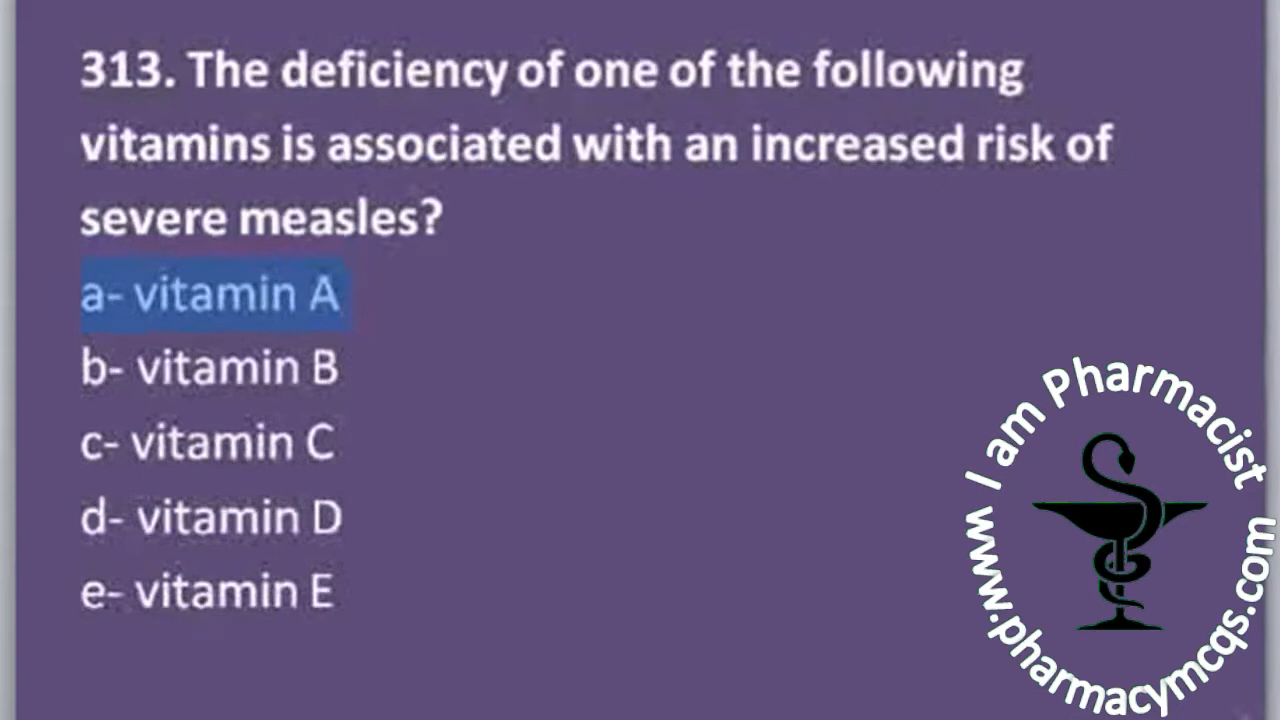 313. The deficiency of one of the following
vitamins is associated with an increased risk of
severe measles?
a- vitamin A
b- vitamin B
c- vitamin C
d- vitamin D
e- vitamin E
I am Pharmacist
www.pharmacymcqs.com